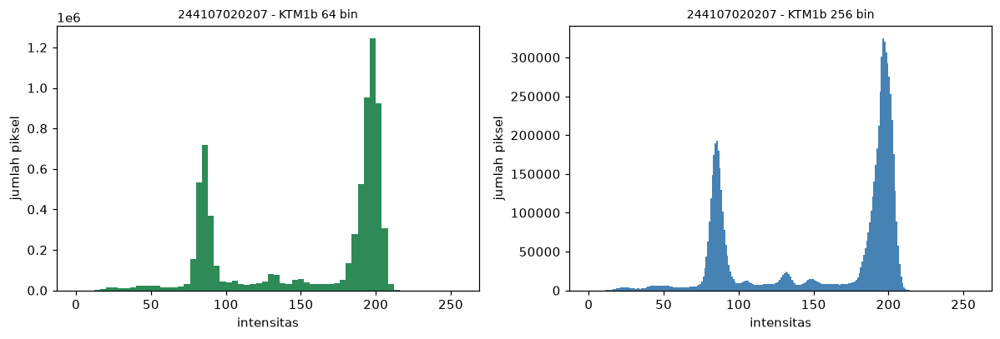 244107020207 - KTM1b 64 bin
1e6
1.2
1.0
0.8
0.6
0.4
0.2
0.0
jumlah piksel
0 50 100 150 200 250
intensitas
244107020207 - KTM1b 256 bin
300000
250000
200000
150000
100000
50000
0
jumlah piksel
0 50 100 150 200 250
intensitas